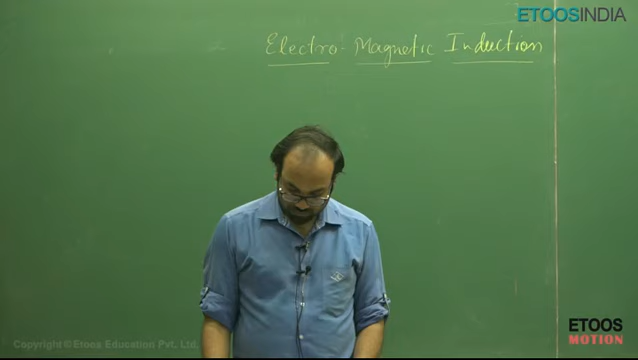 ETOOSINDIA
Electro-Magnetic Induction
Copyright © Etoos Education Pvt. Ltd.
ETOOS
MOTION